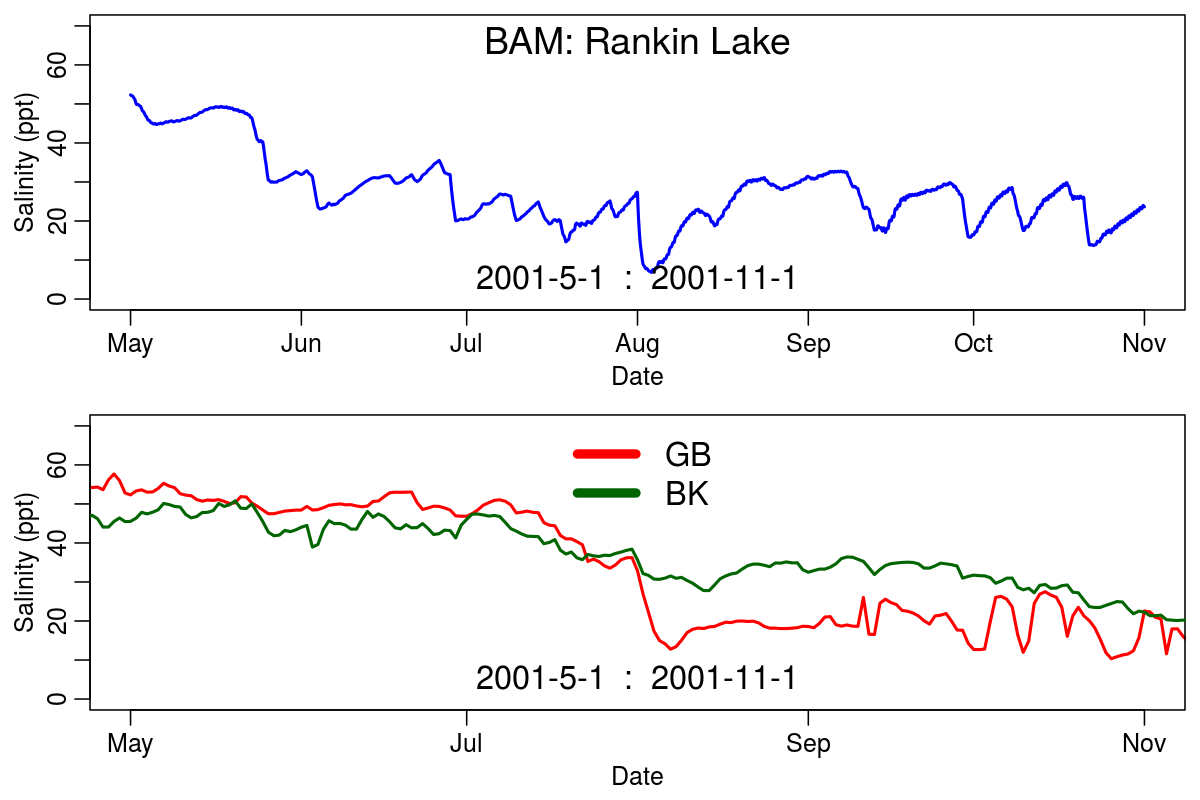 BAM: Rankin Lake
Salinity (ppt)
60
40
20
0
2001-5-1 : 2001-11-1
May Jun Jul Aug Sep Oct Nov
Date
GB
BK
Salinity (ppt)
60
40
20
0
2001-5-1 : 2001-11-1
May Jul Sep Nov
Date